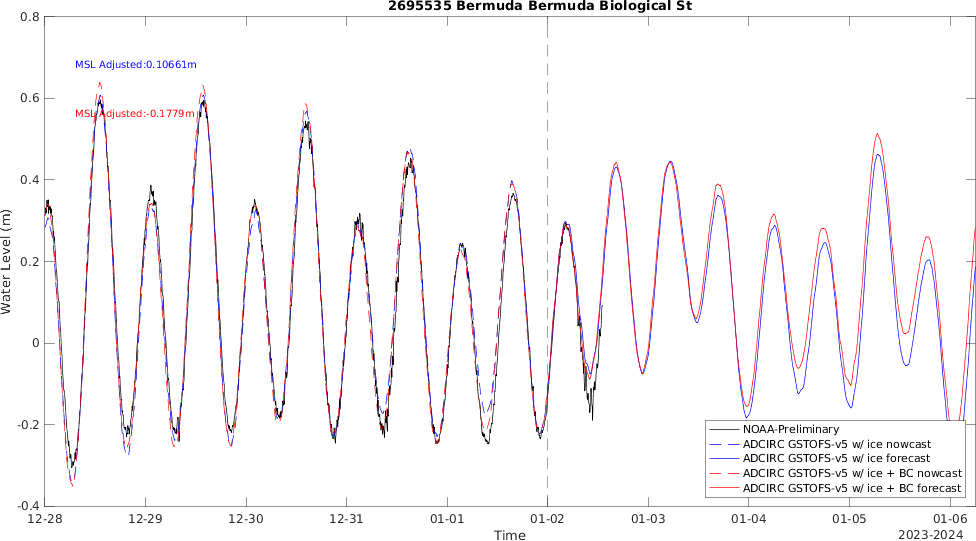 2695535 Bermuda Bermuda Biological St
0.8
MSL Adjusted:0.10661m
0.6
MSL Adjusted:-0.1779m
0.4
0.2
Water Level (m)
0
-0.2
NOAA-Preliminary
ADCIRC GSTOFS-v5 w/ ice nowcast
ADCIRC GSTOFS-v5 w/ ice forecast
ADCIRC GSTOFS-v5 w/ ice + BC nowcast
ADCIRC GSTOFS-v5 w/ ice + BC forecast
-0.4
12-28 12-29 12-30 12-31 01-01 01-02 01-03 01-04 01-05 01-06
Time
2023-2024